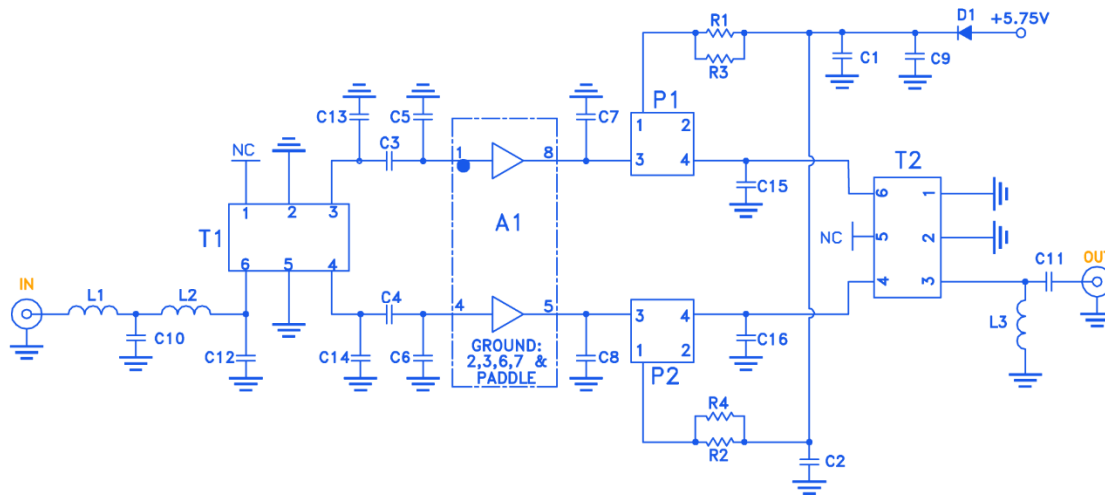 R1
R3
D1
+5.75V
C1
C9
P1
1
2
3
4
C13
C5
C3
C7
NC
1
2
3
T1
6
5
4
1
8
A1
4
5
GROUND:
2,3,6,7 &
PADDLE
C15
T2
6
1
NC
5
2
4
3
C11
OUT
L3
IN
L1
L2
C10
C12
C4
C14
C6
C8
3
4
1
2
P2
C16
R4
R2
C2